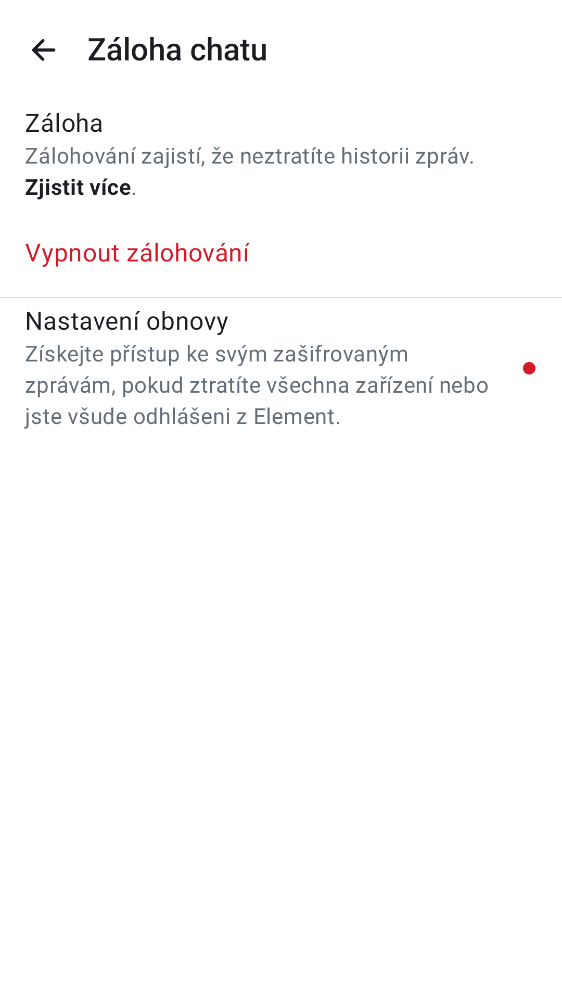 Záloha chatu
Záloha
Zálohování zajistí, že neztratíte historii zpráv.
Zjistit více.
Vypnout zálohování
Nastavení obnovy
Získejte přístup ke svým zašifrovaným
zprávám, pokud ztratíte všechna zařízení nebo
jste všude odhlášeni z Element.